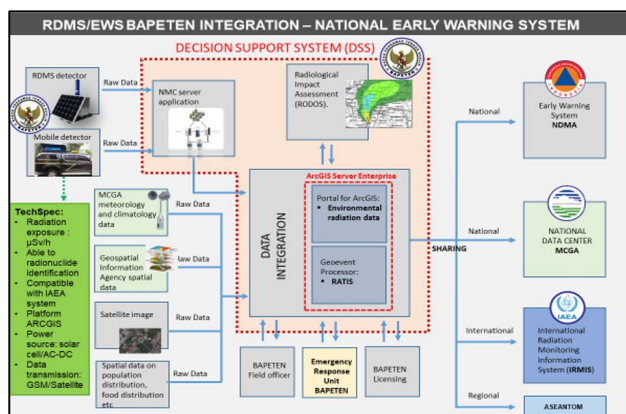 RDMS/EWS BAPETEN INTEGRATION – NATIONAL EARLY WARNING SYSTEM
DECISION SUPPORT SYSTEM (DSS)
RDMS detector
Raw Data
NMC server
application
Radiological
Impact
Assessment
(RODOS).
National
Early Warning
System
NDMA
Mobile detector
Raw Data
TechSpec:
• Radiation
exposure :
µSv/h
• Able to
radionuclide
identification
• Compatible
with IAEA
system
• Platform
ARCGIS
• Power
source: solar
cell/AC-DC
• Data
transmission:
GSM/Satellite
MCGA
meteorology
and climatology
data
Raw Data
Geospatial
Information
Agency spatial
data
Raw Data
Satellite image
Raw Data
Spatial data on
population
distribution,
food distribution
etc
Raw Data
DATA
INTEGRATION
ArcGIS Server Enterprise
Portal for ArcGIS:
• Environmental
radiation data
Geoevent
Processor:
• RATIS
SHARING
National
NATIONAL
DATA CENTER
MCGA
International
IAEA
International
Radiation
Monitoring
Information
System (IRMIS)
Regional
ASEANTOM
BAPETEN
Field officer
Emergency
Response
Unit
BAPETEN
BAPETEN
Licensing